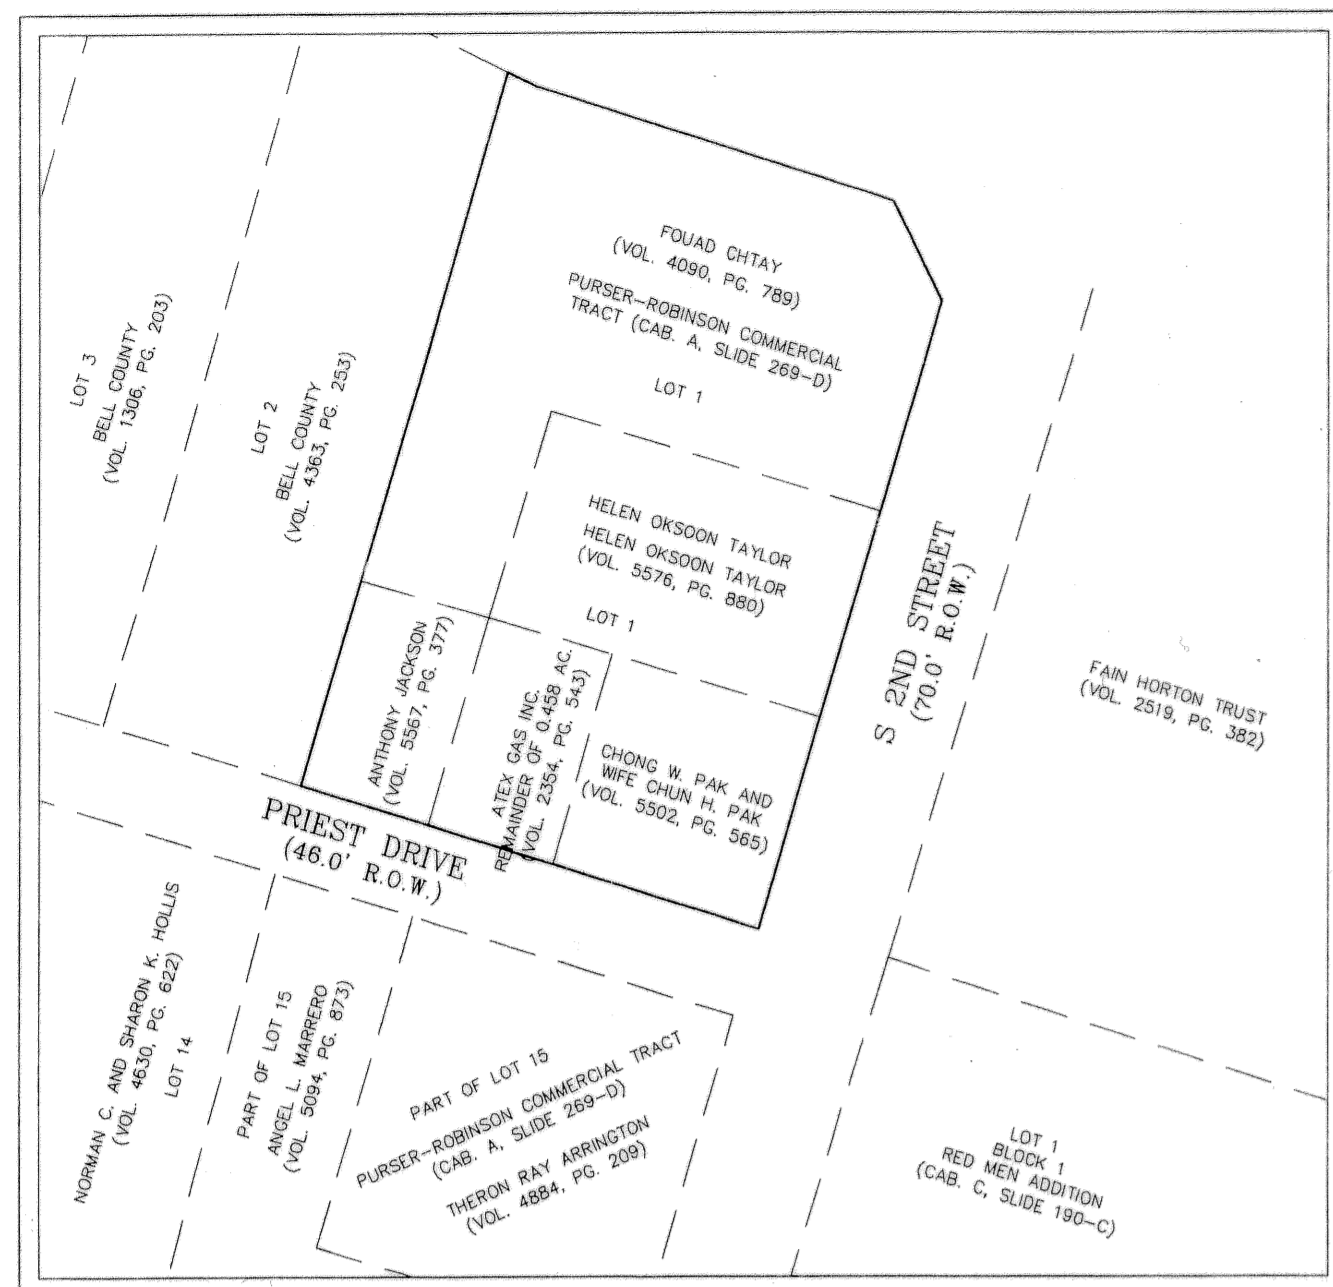 FOUAD CHTAY
(VOL. 4090, PG. 789)
PURSER-ROBINSON COMMERCIAL
TRACT (CAB. A, SLIDE 269-D)
LOT 1
LOT 3
BELL COUNTY
(VOL. 1306, PG. 203)
LOT 2
BELL COUNTY
(VOL. 4363, PG. 253)
HELEN OKSOON TAYLOR
HELEN OKSOON TAYLOR
(VOL. 5576, PG. 880)
LOT 1
ANTHONY JACKSON
(VOL. 5567, PG. 377)
ATEX GAS INC.
REMAINDER OF 0.458 AC.
(VOL. 2354, PG. 543)
CHONG W. PAK AND
WIFE CHUN H. PAK
(VOL. 5502, PG. 565)
S 2ND STREET
(70.0' R.O.W.)
FAIN HORTON TRUST
(VOL. 2519, PG. 382)
PRIEST DRIVE
(46.0' R.O.W.)
NORMAN C. AND SHARON K. HOLLIS
(VOL. 4630, PG. 622)
LOT 14
PART OF LOT 15
ANGEL L. MARRERO
(VOL. 5094, PG. 873)
PART OF LOT 15
PURSER-ROBINSON COMMERCIAL TRACT
(CAB. A, SLIDE 269-D)
THERON RAY ARRINGTON
(VOL. 4884, PG. 209)
LOT 1
BLOCK 1
RED MEN ADDITION
(CAB. C, SLIDE 190-C)